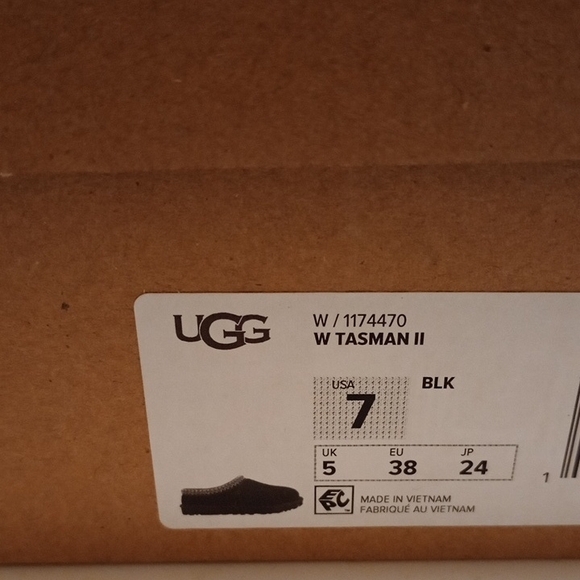 UGG
W / 1174470
W TASMAN II
USA
7
BLK
UK EU JP
5 38 24
EPC
MADE IN VIETNAM
FABRIQUÉ AU VIETNAM
1